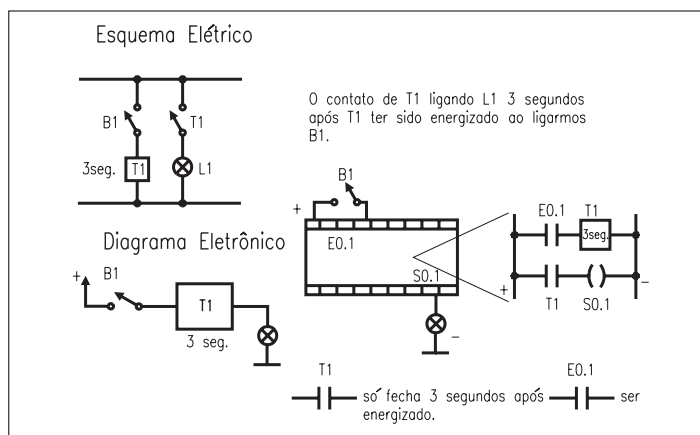 Esquema Elétrico
B1
T1
3seg.
T1
L1
O contato de T1 ligando L1 3 segundos
após T1 ter sido energizado ao ligarmos
B1.
Diagrama Eletrônico
+
B1
T1
3 seg.
B1
+
E0.1
S0.1
-
E0.1
T1
3seg.
+
T1
S0.1
-
T1
só fecha 3 segundos após
energizado.
E0.1
ser